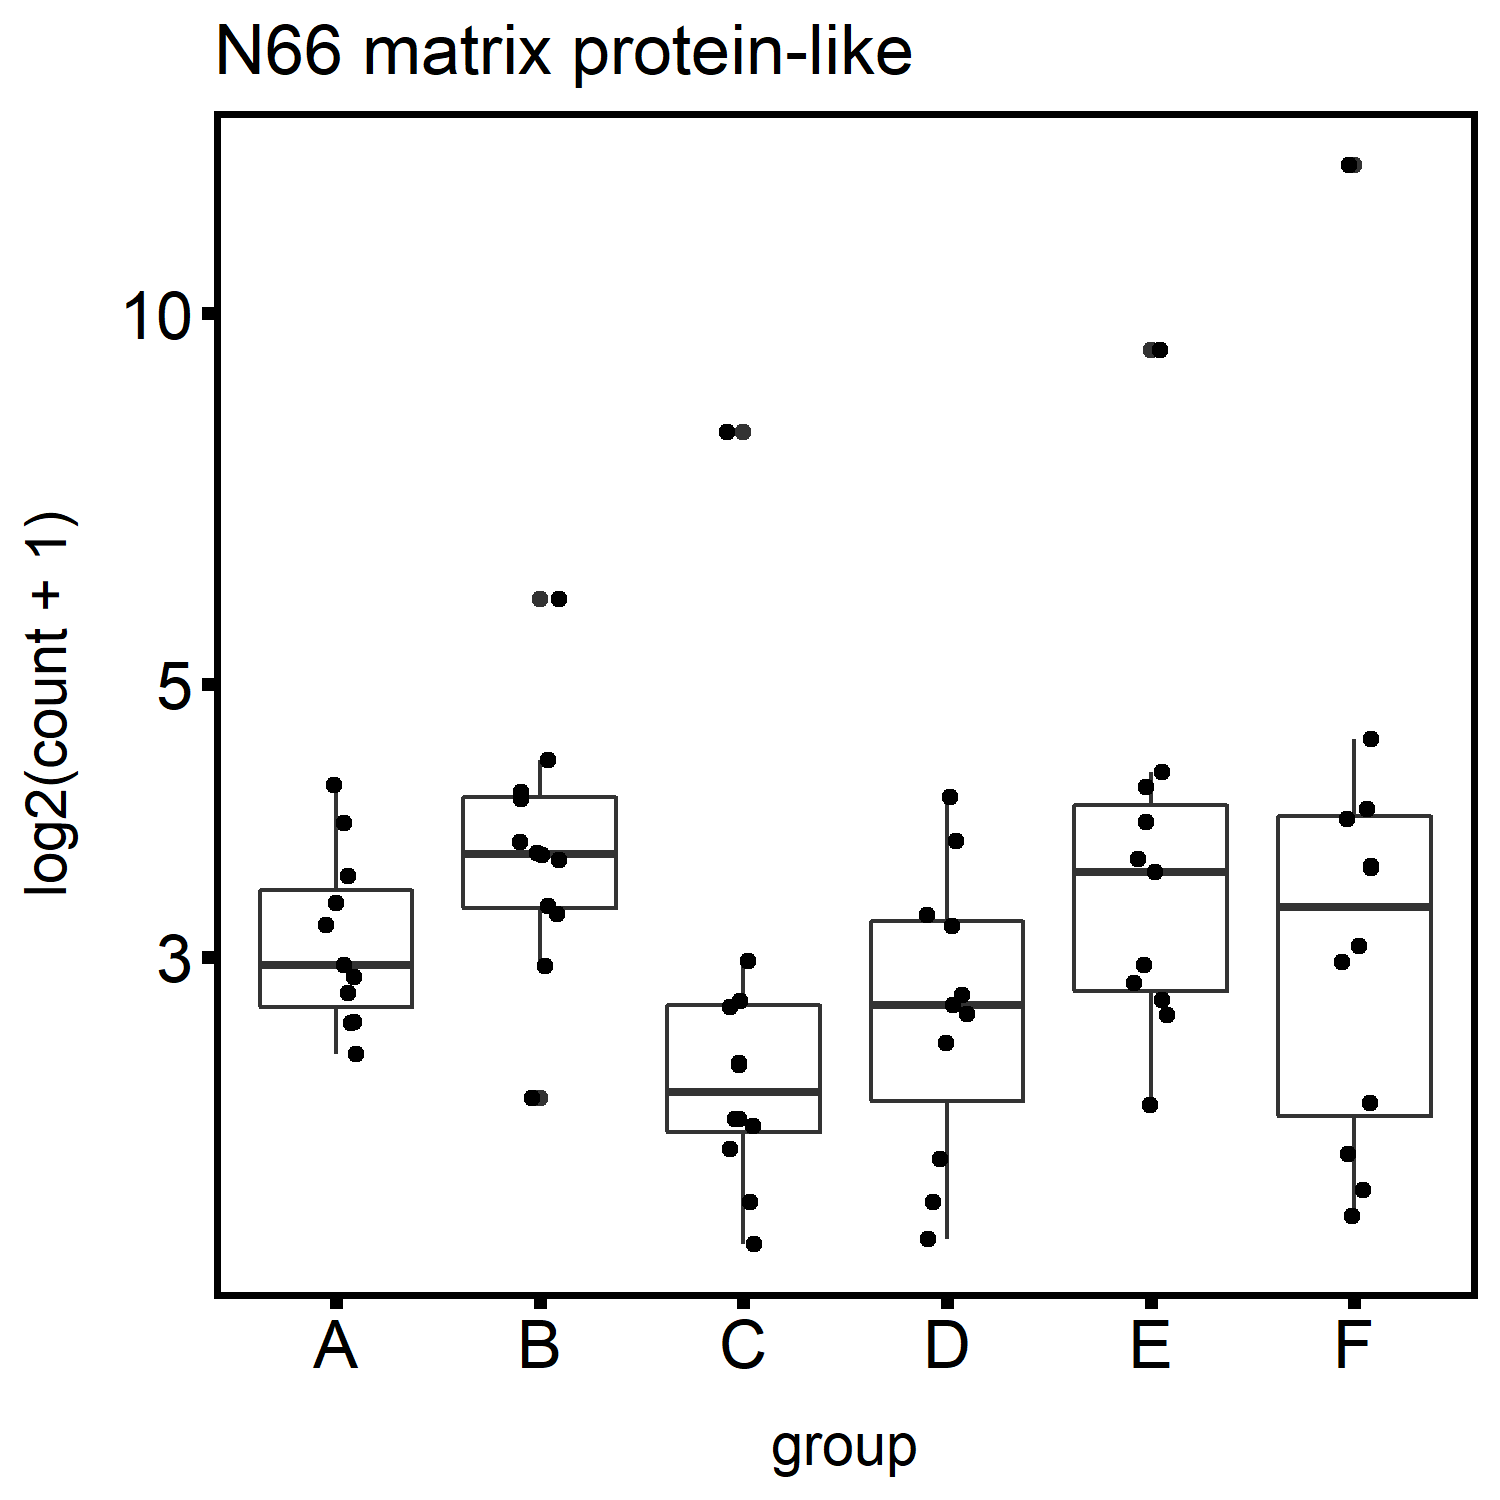 N66 matrix protein-like
log2(count + 1)
10
5
3
A B C D E F
group